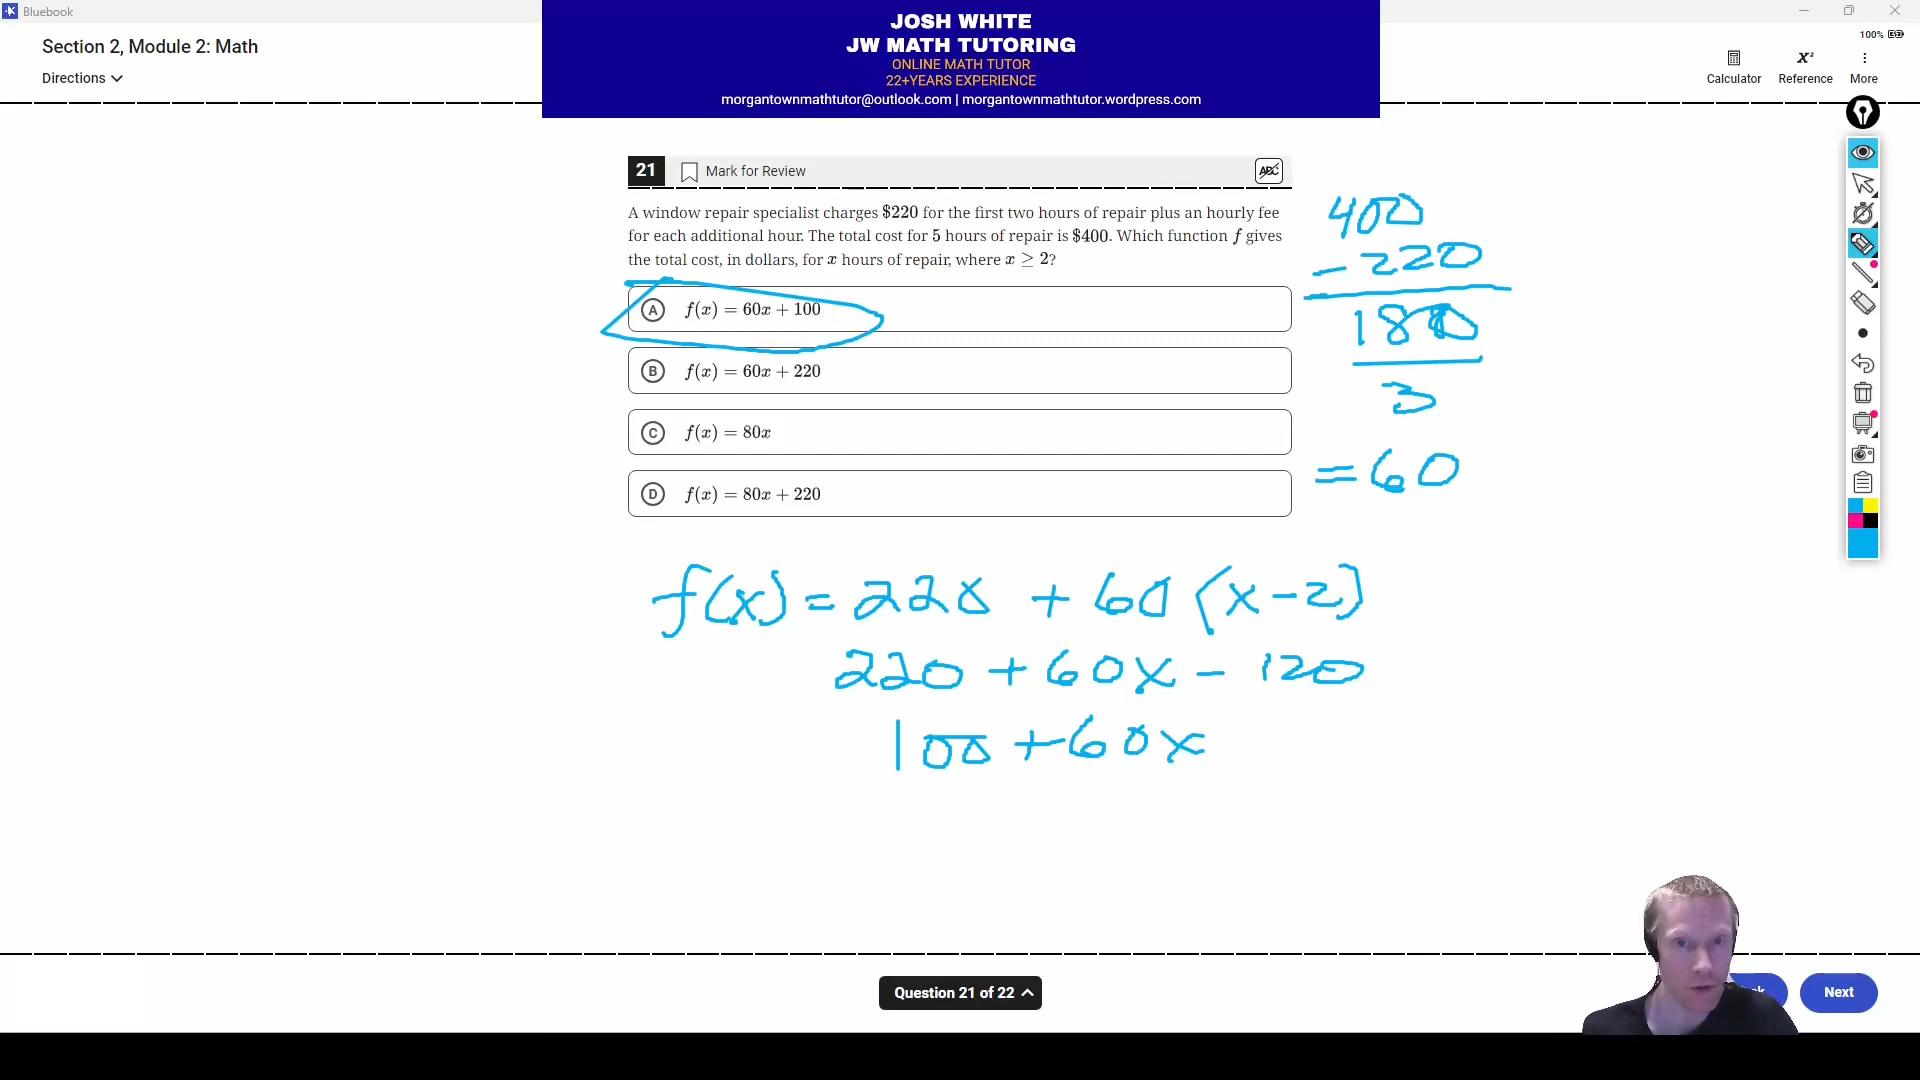 Bluebook
Section 2, Module 2: Math
Directions
JOSH WHITE
JW MATH TUTORING
ONLINE MATH TUTOR
22+YEARS EXPERIENCE
morgantownmathtutor@outlook.com | morgantownmathtutor.wordpress.com
100%
Calculator
x²
Reference
More
21 Mark for Review ABC
A window repair specialist charges $220 for the first two hours of repair plus an hourly fee
for each additional hour. The total cost for 5 hours of repair is $400. Which function f gives
the total cost, in dollars, for x hours of repair, where x ≥ 2?
A f(x) = 60x + 100
B f(x) = 60x + 220
C f(x) = 80x
D f(x) = 80x + 220
400
- 220
180
3
= 60
f(x) = 220 + 60 (x-2)
220 + 60x - 120
100 + 60x
Question 21 of 22
Next